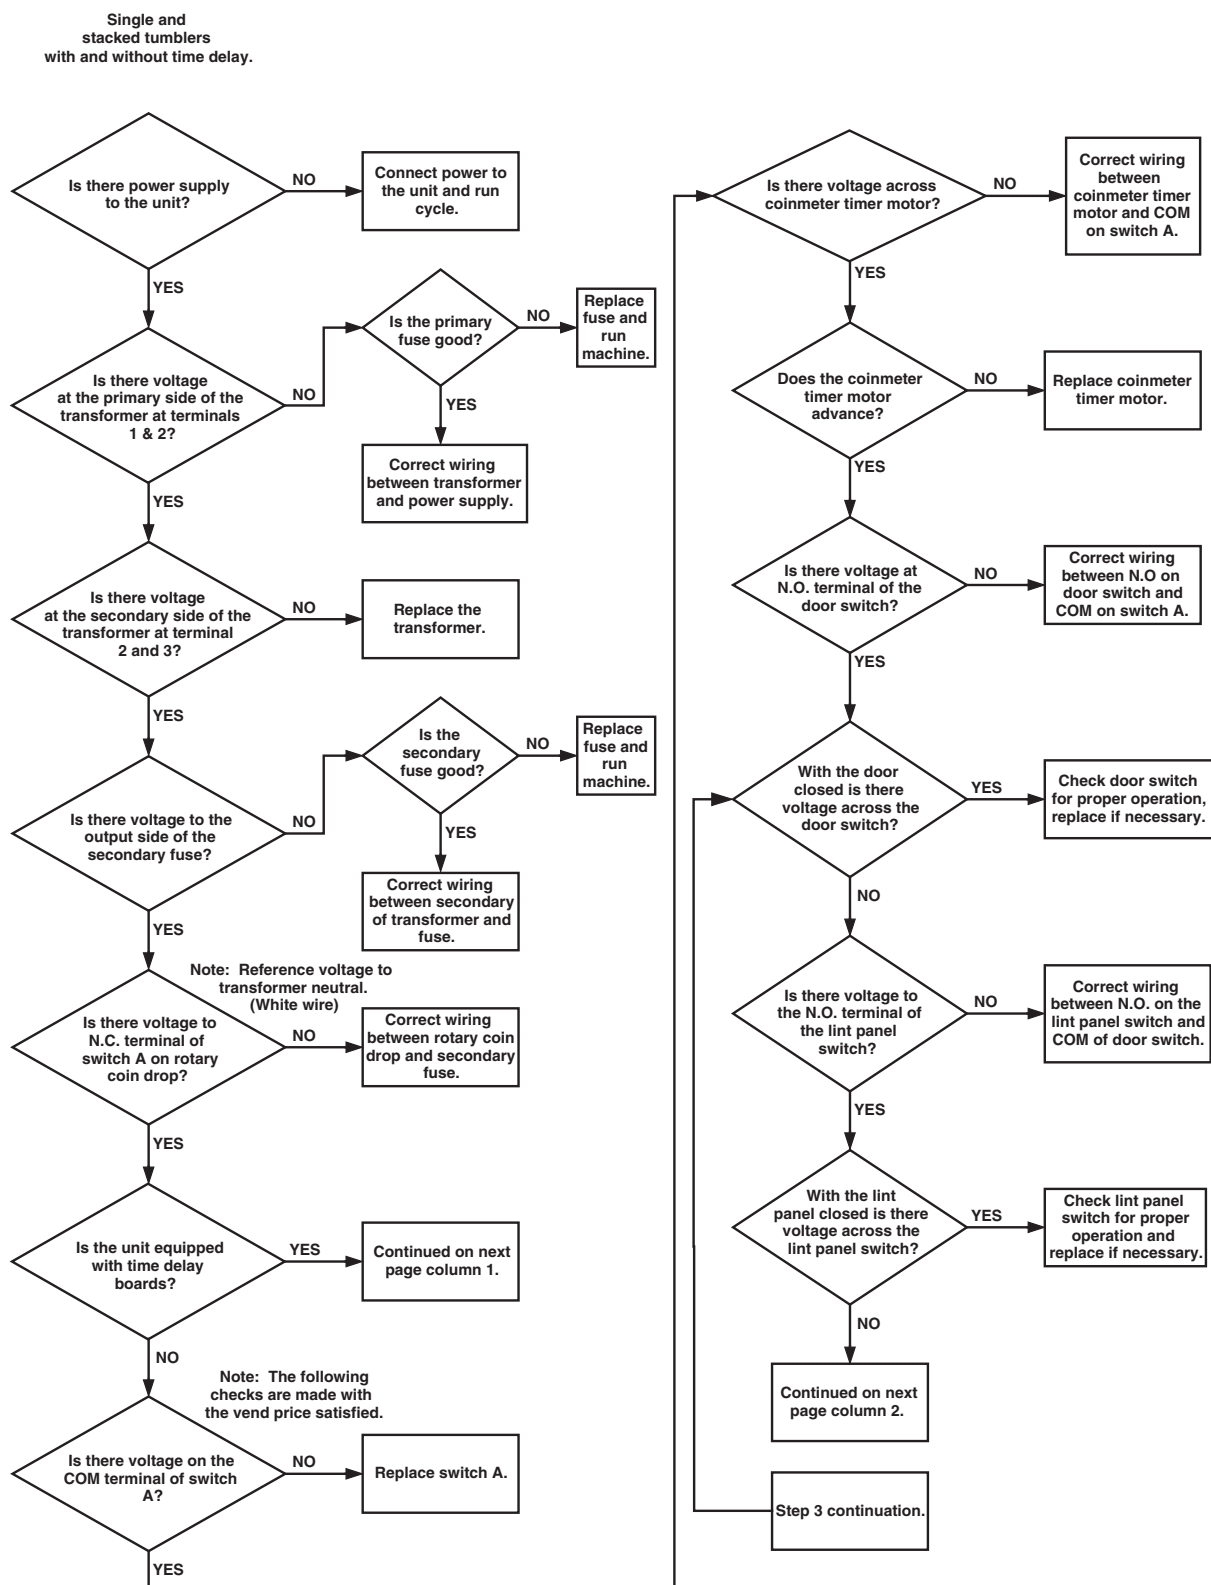 Single and
stacked tumblers
with and without time delay.
Is there power supply
to the unit?
NO
Connect power to
the unit and run
cycle.
YES
Is there voltage
at the primary side of the
transformer at terminals
1 & 2?
NO
Is the primary
fuse good?
NO
Replace
fuse and
run
machine.
YES
Correct wiring
between transformer
and power supply.
YES
Is there voltage
at the secondary side of the
transformer at terminal
2 and 3?
NO
Replace the
transformer.
YES
Is there voltage to the
output side of the
secondary fuse?
NO
Is the
secondary
fuse good?
NO
Replace
fuse and
run
machine.
YES
Correct wiring
between secondary
of transformer and
fuse.
YES
Note: Reference voltage to
transformer neutral.
(White wire)
Is there voltage to
N.C. terminal of
switch A on rotary
coin drop?
NO
Correct wiring
between rotary coin
drop and secondary
fuse.
YES
Is the unit equipped
with time delay
boards?
YES
Continued on next
page column 1.
NO
Note: The following
checks are made with
the vend price satisfied.
Is there voltage on the
COM terminal of switch
A?
NO
Replace switch A.
YES
Is there voltage across
coinmeter timer motor?
NO
Correct wiring
between
coinmeter timer
motor and COM
on switch A.
YES
Does the coinmeter
timer motor
advance?
NO
Replace coinmeter
timer motor.
YES
Is there voltage at
N.O. terminal of the
door switch?
NO
Correct wiring
between N.O on
door switch and
COM on switch A.
YES
With the door
closed is there
voltage across the
door switch?
YES
Check door switch
for proper operation,
replace if necessary.
NO
Is there voltage to
the N.O. terminal of
the lint panel
switch?
NO
Correct wiring
between N.O. on the
lint panel switch and
COM of door switch.
YES
With the lint
panel closed is there
voltage across the
lint panel switch?
YES
Check lint panel
switch for proper
operation and
replace if necessary.
NO
Continued on next
page column 2.
Step 3 continuation.